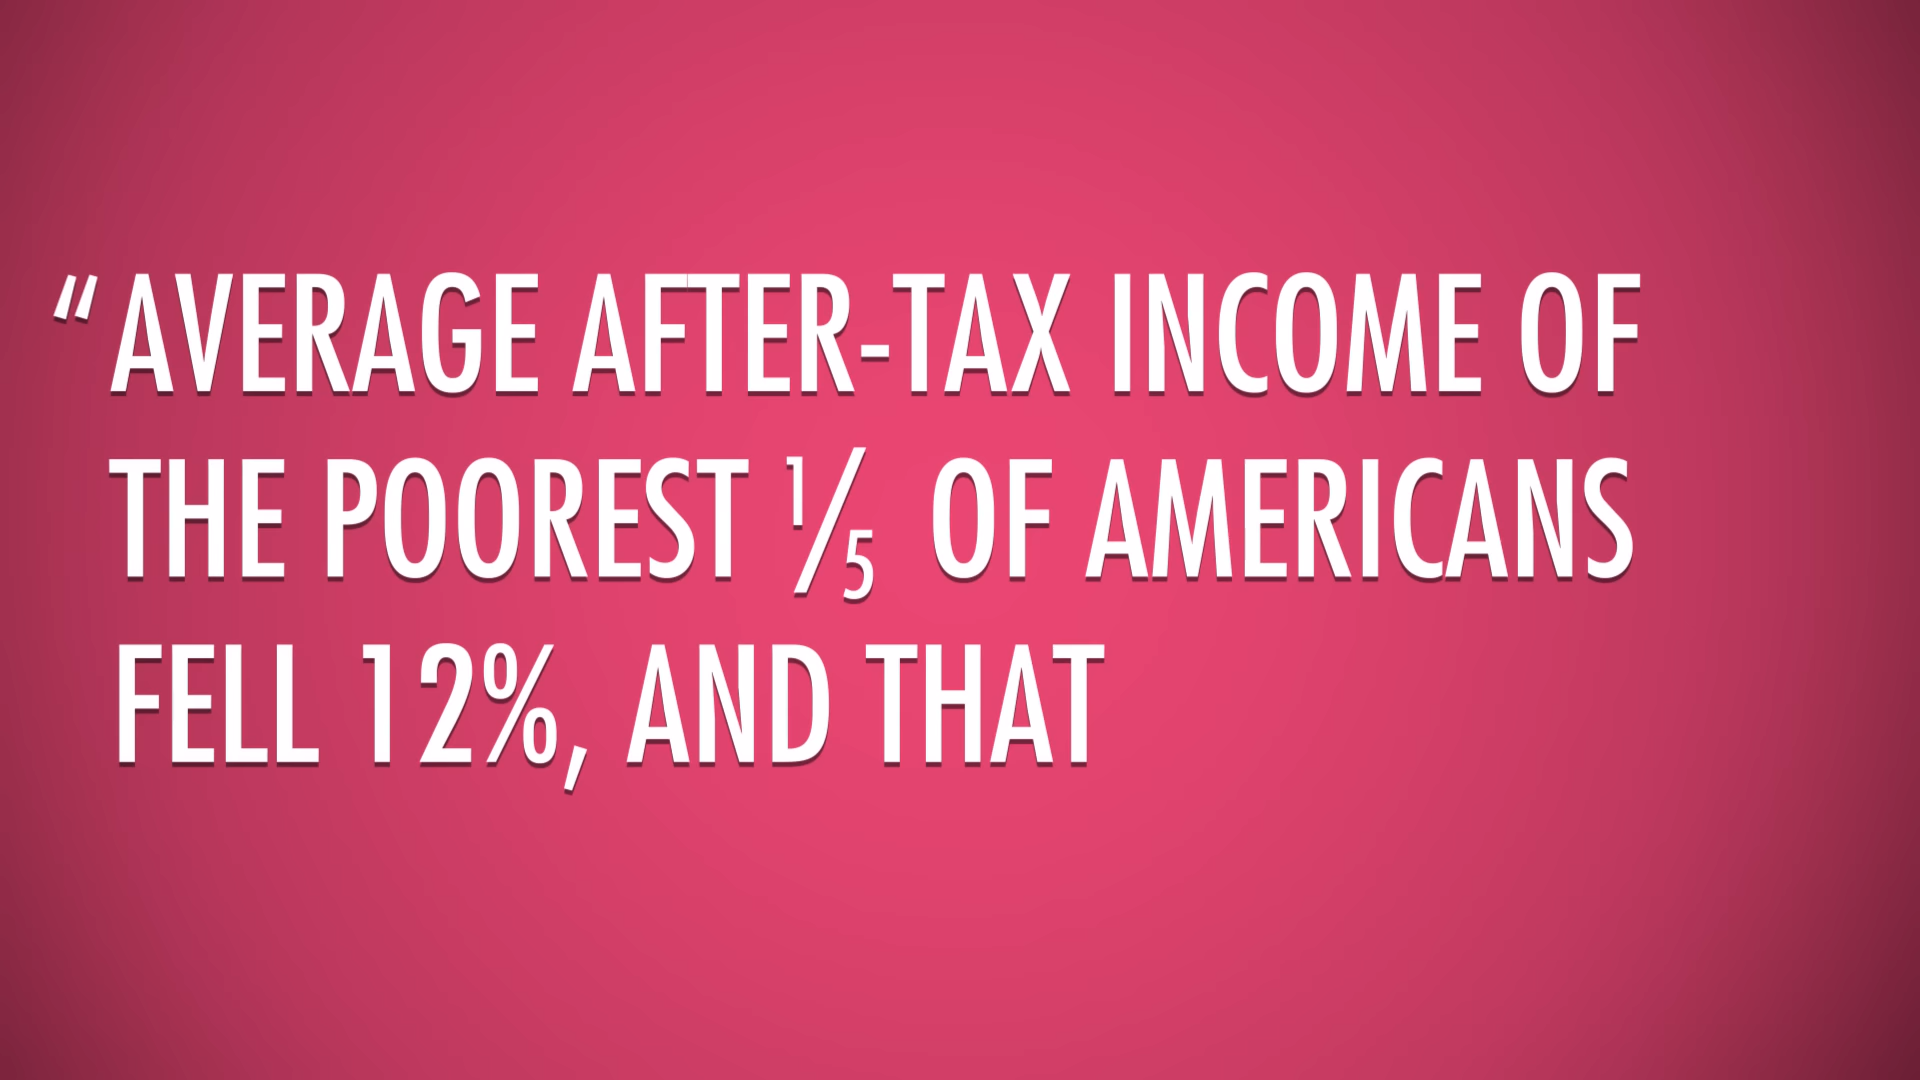 “AVERAGE AFTER-TAX INCOME OF
THE POOREST ⅕ OF AMERICANS
FELL 12%, AND THAT